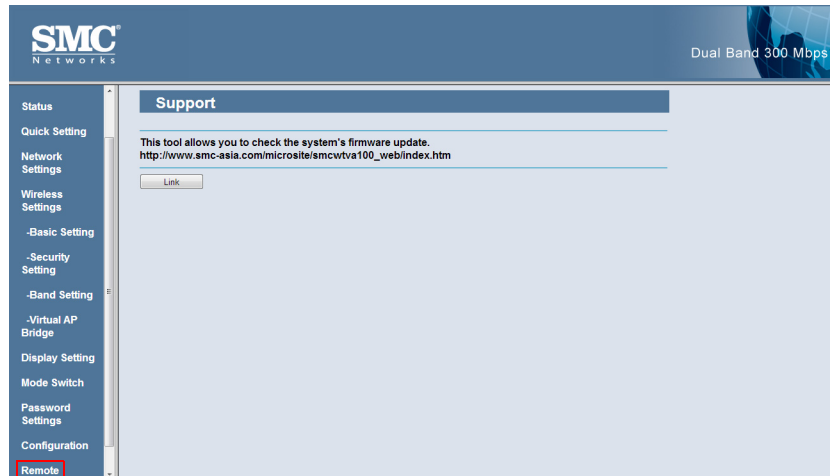 SMC®
Networks
Dual Band 300 Mbps
Status
Quick Setting
Network
Settings
Wireless
Settings
-Basic Setting
-Security
Setting
-Band Setting
-Virtual AP
Bridge
Display Setting
Mode Switch
Password
Settings
Configuration
Remote
Support
This tool allows you to check the system's firmware update.
http://www.smc-asia.com/microsite/smcwtva100_web/index.htm
Link